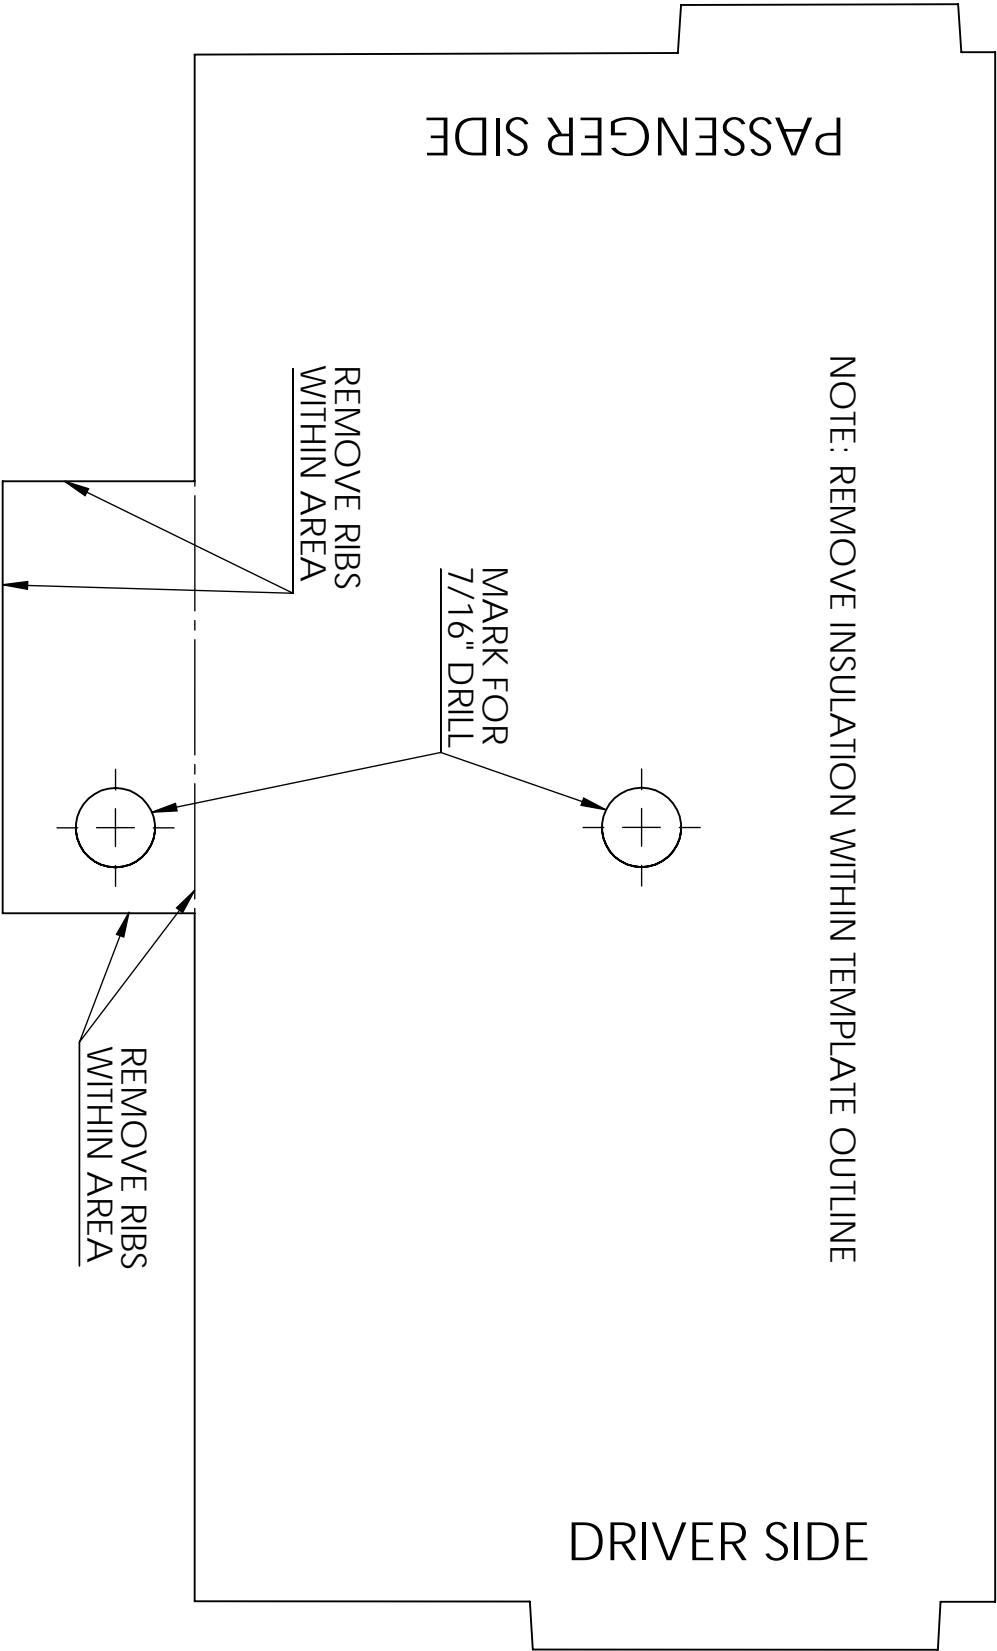 PASSENGER SIDE
NOTE: REMOVE INSULATION WITHIN TEMPLATE OUTLINE
REMOVE RIBS
WITHIN AREA
MARK FOR
7/16" DRILL
REMOVE RIBS
WITHIN AREA
DRIVER SIDE